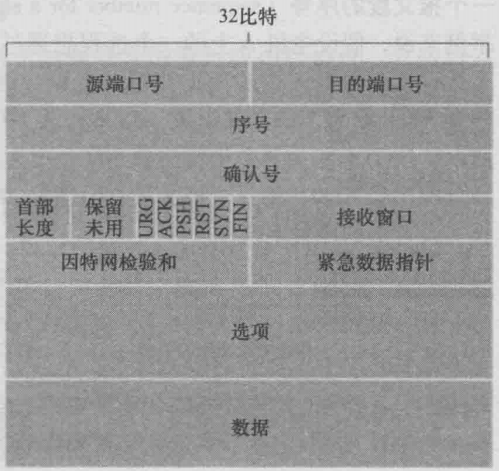 32比特
源端口号 目的端口号
序号
确认号
首部长度 保留未用 URG ACK PSH RST SYN FIN 接收窗口
因特网检验和 紧急数据指针
选项
数据